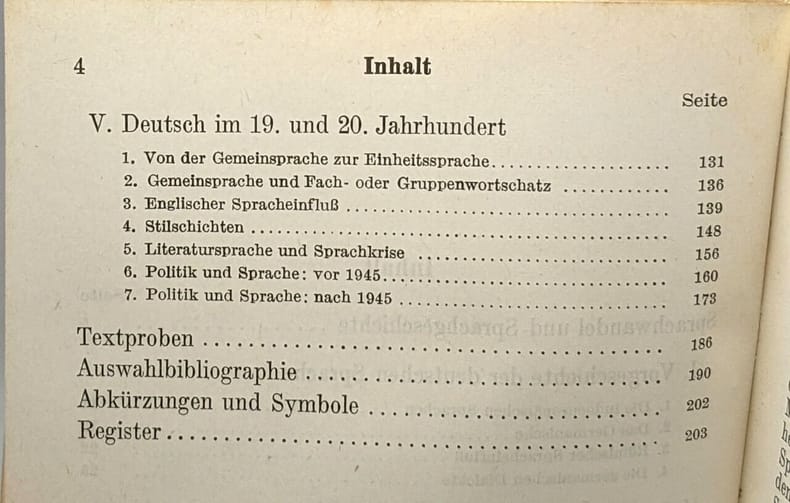 4 Inhalt
Seite
V. Deutsch im 19. und 20. Jahrhundert
1. Von der Gemeinsprache zur Einheitssprache.................... 131
2. Gemeinsprache und Fach- oder Gruppenwortschatz ............ 136
3. Englischer Spracheinfluß .................................... 139
4. Stilschichten ............................................... 148
5. Literatursprache und Sprachkrise ............................ 156
6. Politik und Sprache: vor 1945................................ 160
7. Politik und Sprache: nach 1945 .............................. 173
Textproben ..................................................... 186
Auswahlbibliographie ........................................... 190
Abkürzungen und Symbole ........................................ 202
Register........................................................ 203